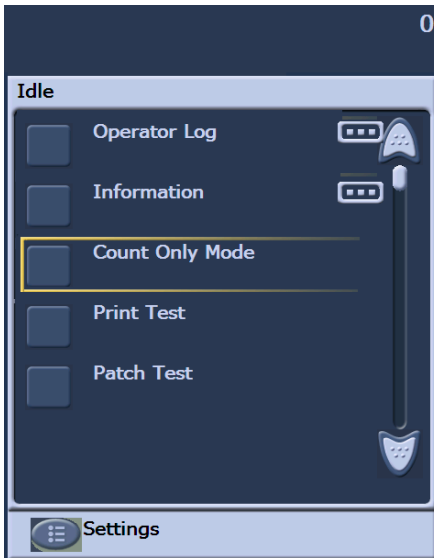 0
Idle
Operator Log
Information
Count Only Mode
Print Test
Patch Test
Settings